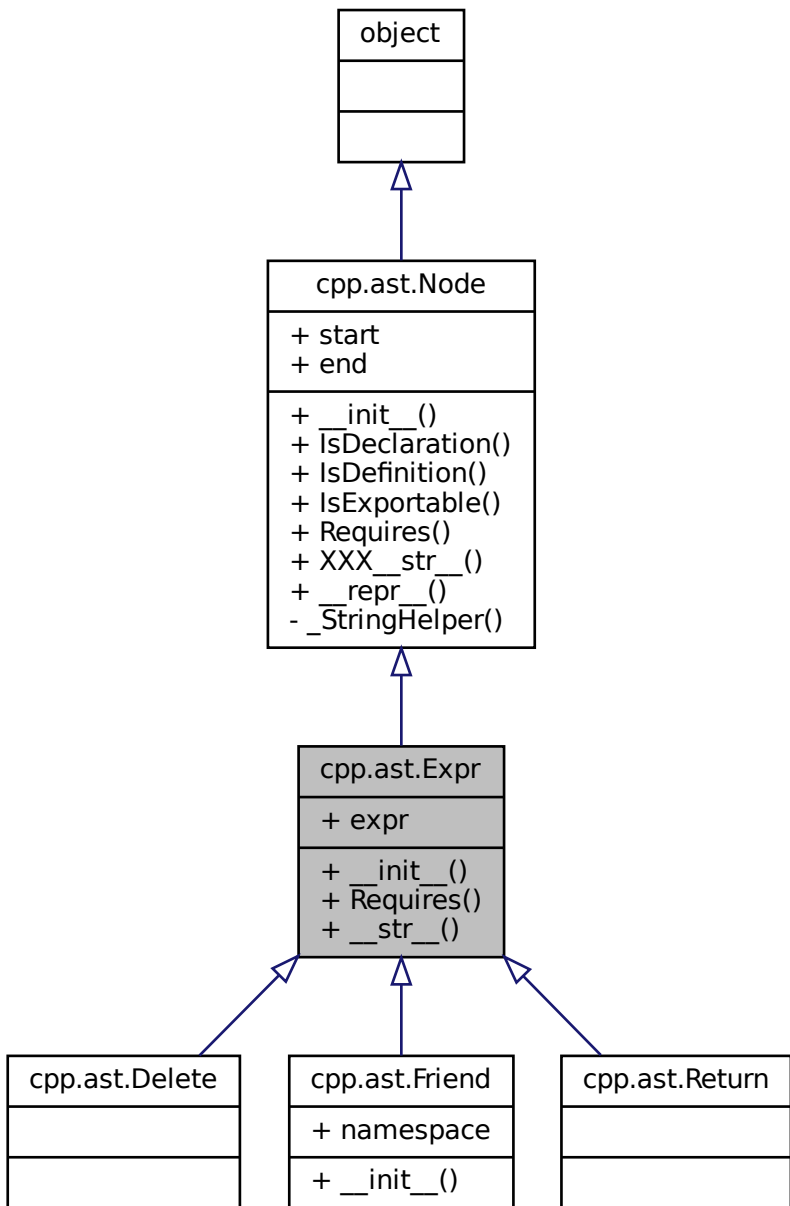 object
cpp.ast.Node
+ start
+ end
+ __init__()
+ IsDeclaration()
+ IsDefinition()
+ IsExportable()
+ Requires()
+ XXX__str__()
+ __repr__()
- _StringHelper()
cpp.ast.Expr
+ expr
+ __init__()
+ Requires()
+ __str__()
cpp.ast.Delete
cpp.ast.Friend
+ namespace
+ __init__()
cpp.ast.Return